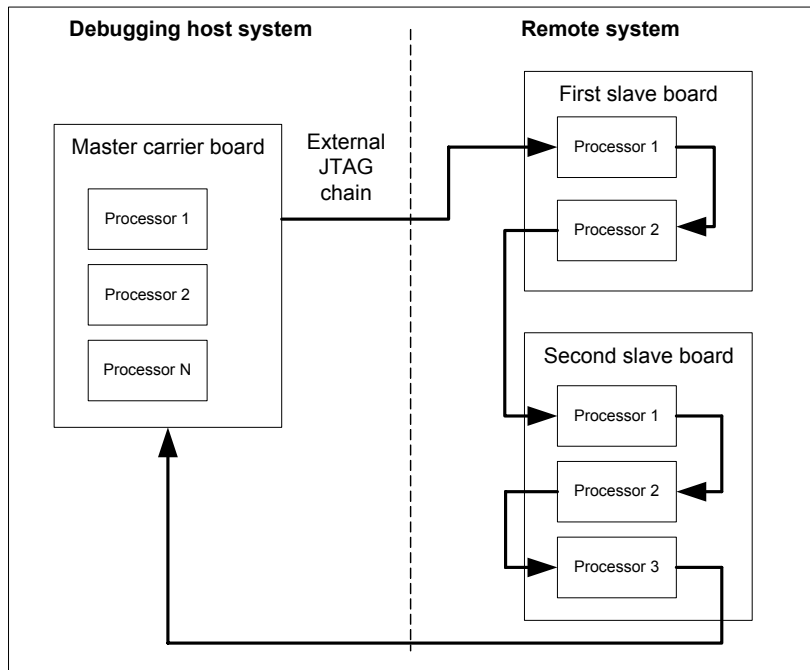 Debugging host system
Remote system
Master carrier board
Processor 1
Processor 2
Processor N
External
JTAG
chain
First slave board
Processor 1
Processor 2
Second slave board
Processor 1
Processor 2
Processor 3